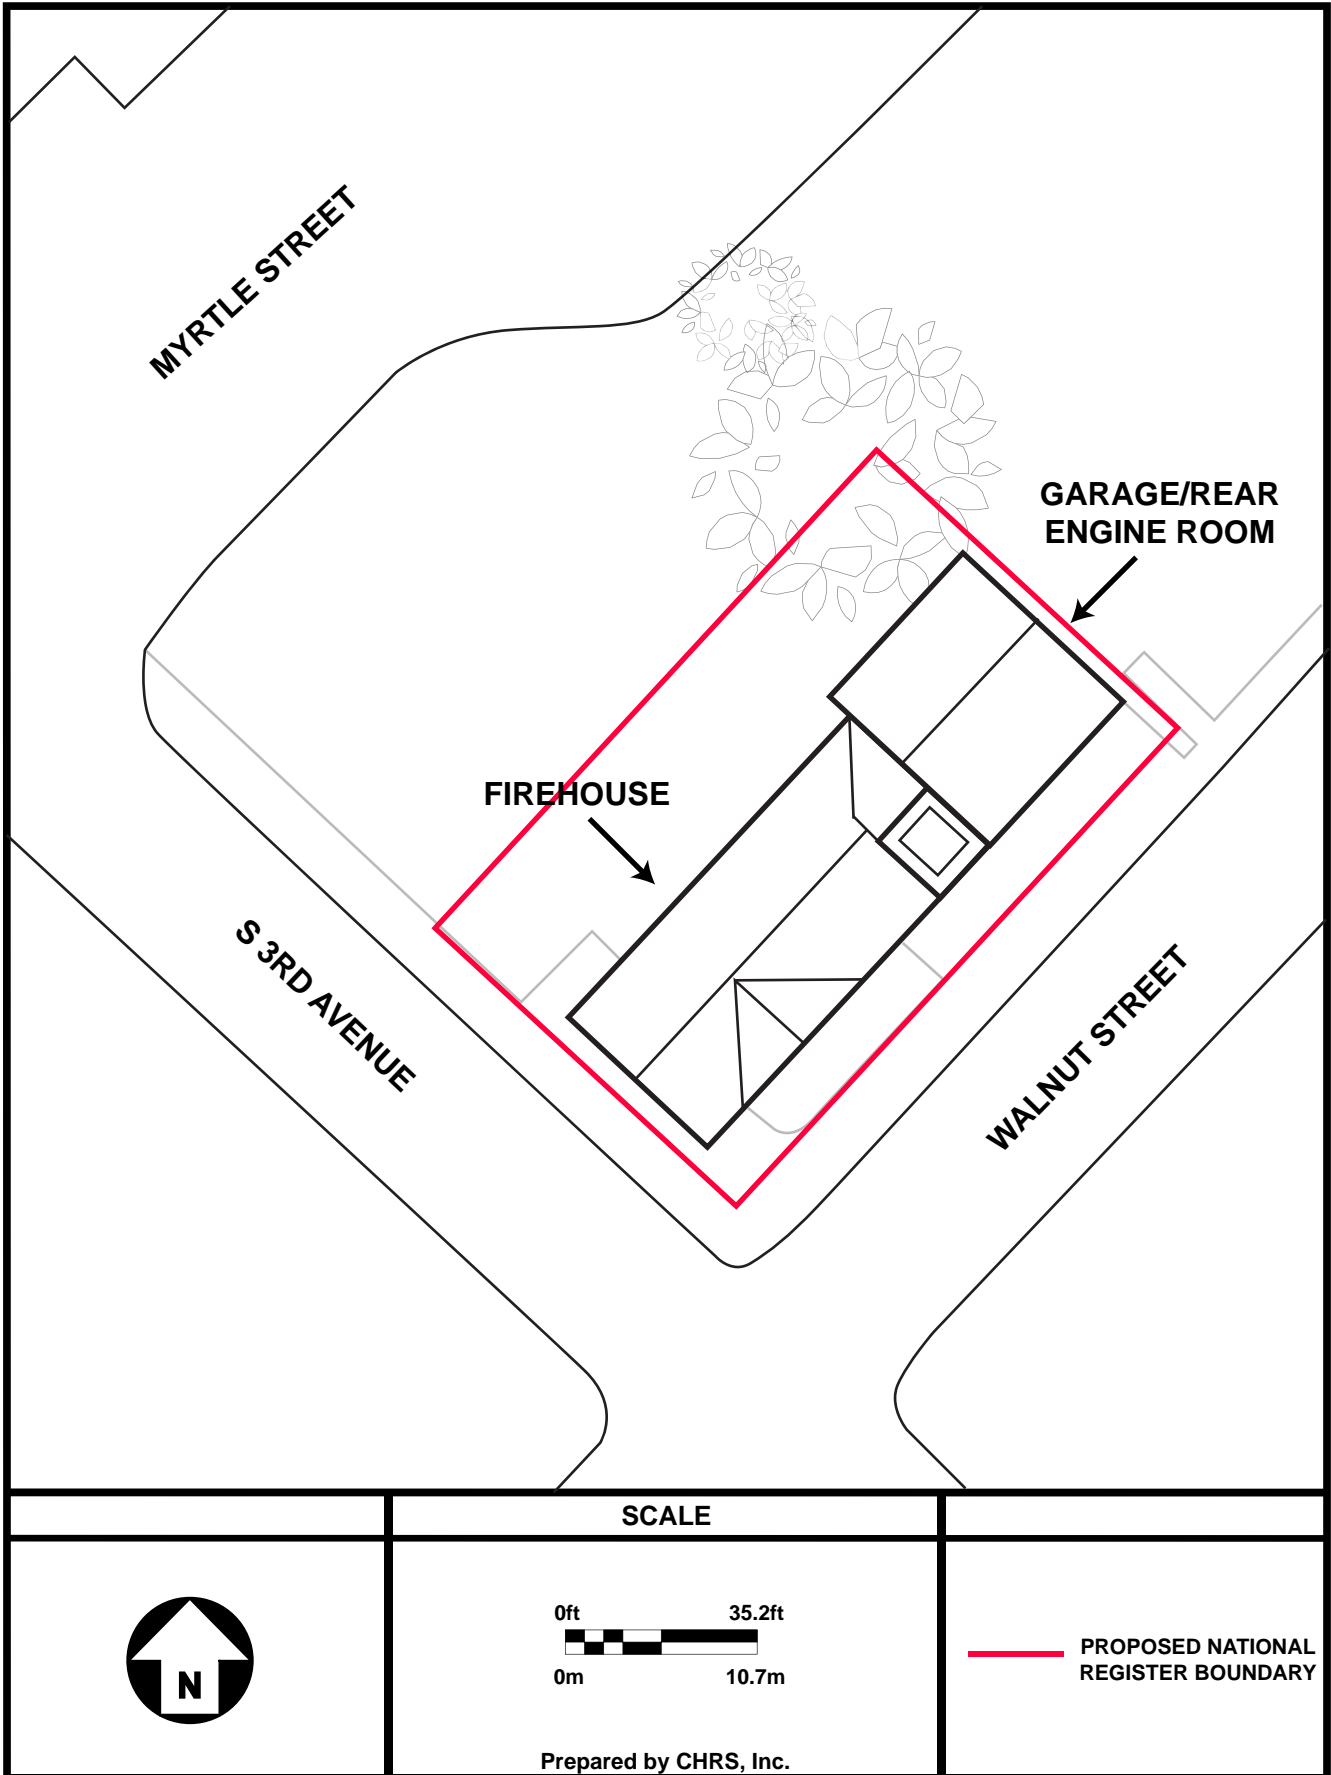 MYRTLE STREET
GARAGE/REAR
ENGINE ROOM
FIREHOUSE
S 3RD AVENUE
WALNUT STREET
SCALE
N
0ft 35.2ft
0m 10.7m
Prepared by CHRS, Inc.
PROPOSED NATIONAL
REGISTER BOUNDARY